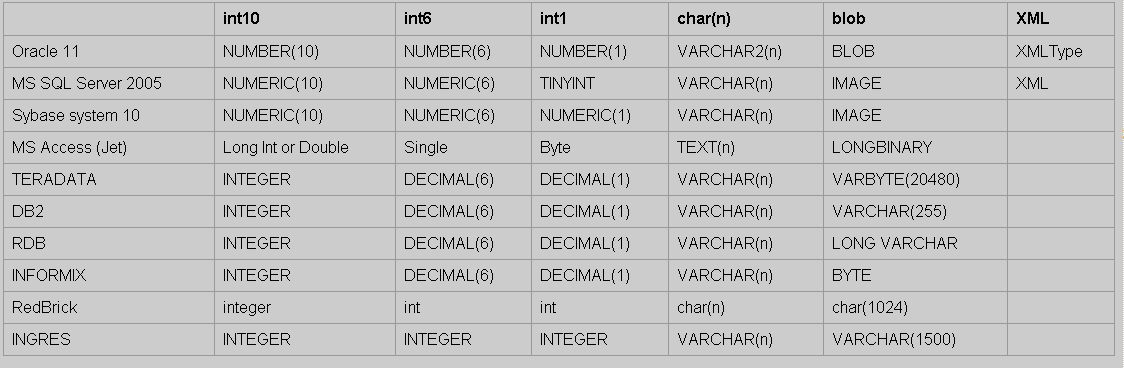 int10 int6 int1 char(n) blob XML
Oracle 11 NUMBER(10) NUMBER(6) NUMBER(1) VARCHAR2(n) BLOB XMLType
MS SQL Server 2005 NUMERIC(10) NUMERIC(6) TINYINT VARCHAR(n) IMAGE XML
Sybase system 10 NUMERIC(10) NUMERIC(6) NUMERIC(1) VARCHAR(n) IMAGE
MS Access (Jet) Long Int or Double Single Byte TEXT(n) LONGBINARY
TERADATA INTEGER DECIMAL(6) DECIMAL(1) VARCHAR(n) VARBYTE(20480)
DB2 INTEGER DECIMAL(6) DECIMAL(1) VARCHAR(n) VARCHAR(255)
RDB INTEGER DECIMAL(6) DECIMAL(1) VARCHAR(n) LONG VARCHAR
INFORMIX INTEGER DECIMAL(6) DECIMAL(1) VARCHAR(n) BYTE
RedBrick integer int int char(n) char(1024)
INGRES INTEGER INTEGER INTEGER VARCHAR(n) VARCHAR(1500)